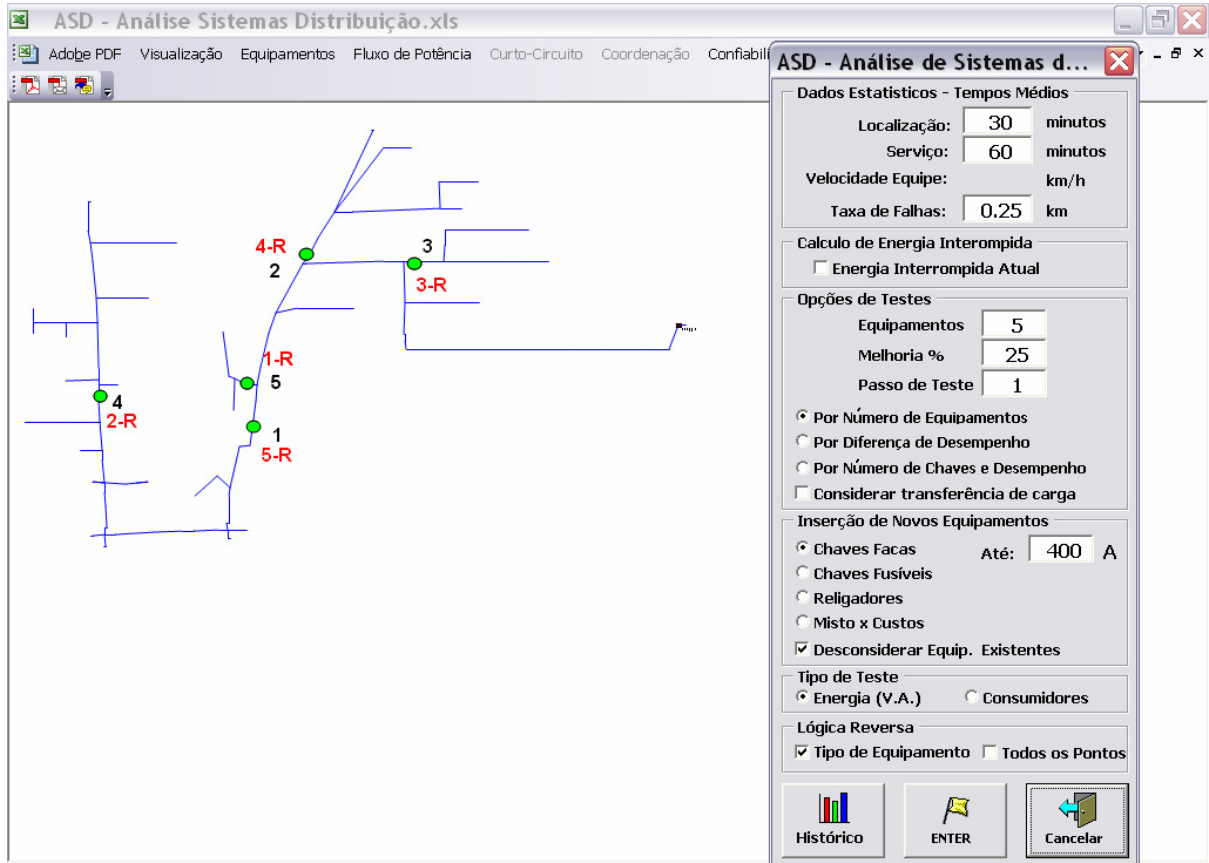 ASD - Análise Sistemas Distribuição.xls
Adobe PDF Visualização Equipamentos Fluxo de Potência Curto-Circuito Coordenação Confiabili
4-R
2
3
3-R
1-R
5
4
2-R
1
5-R
ASD - Análise de Sistemas d...
Dados Estatisticos - Tempos Médios
Localização: 30 minutos
Serviço: 60 minutos
Velocidade Equipe: km/h
Taxa de Falhas: 0.25 km
Calculo de Energia Interompida
Energia Interrompida Atual
Opções de Testes
Equipamentos 5
Melhoria % 25
Passo de Teste 1
Por Número de Equipamentos
Por Diferença de Desempenho
Por Número de Chaves e Desempenho
Considerar transferência de carga
Inserção de Novos Equipamentos
Chaves Facas Até: 400 A
Chaves Fusíveis
Religadores
Misto x Custos
Desconsiderar Equip. Existentes
Tipo de Teste
Energia (V.A.) Consumidores
Lógica Reversa
Tipo de Equipamento Todos os Pontos
Histórico ENTER Cancelar